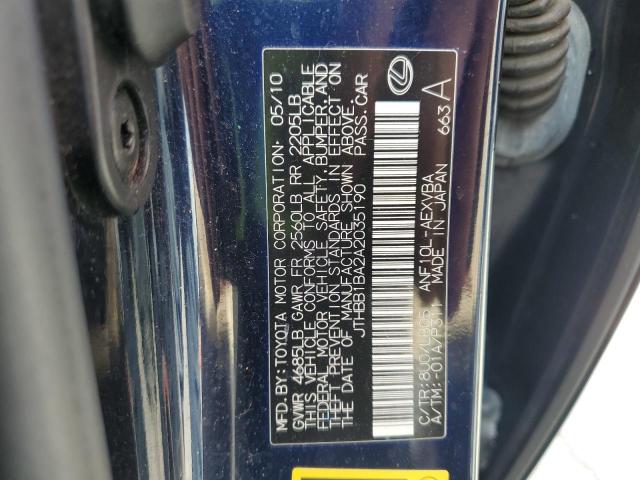 MFD.BY:TOYOTA MOTOR CORPORATION: 05/10
GVWR 4685LB GAWR FR 2560LB RR 2205LB
THIS VEHICLE CONFORMS TO ALL APPLICABLE
FEDERAL MOTOR VEHICLE SAFETY, BUMPER, AND
THEFT PREVENTION STANDARDS IN EFFECT ON
THE DATE OF MANUFACTURE SHOWN ABOVE.
JTHBB1BA2A2035190 PASS.CAR
C/TR:8U0/LB05 ANF10L-AEXVBA
A/TM:-01A/P311 MADE IN JAPAN 663 A